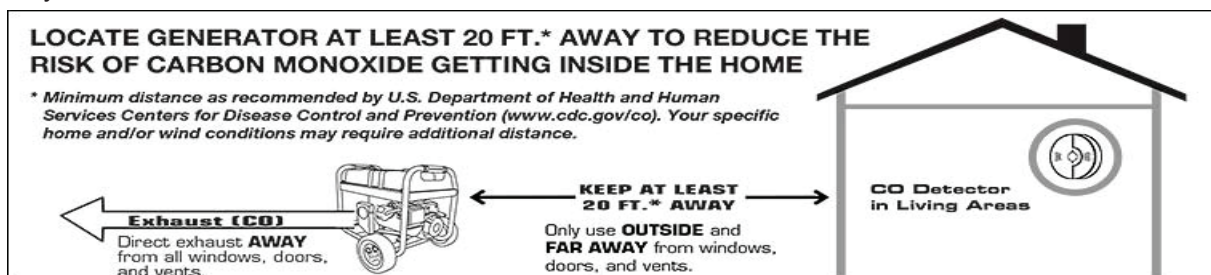 LOCATE GENERATOR AT LEAST 20 FT.* AWAY TO REDUCE THE
RISK OF CARBON MONOXIDE GETTING INSIDE THE HOME
* Minimum distance as recommended by U.S. Department of Health and Human
Services Centers for Disease Control and Prevention (www.cdc.gov/co). Your specific
home and/or wind conditions may require additional distance.
Exhaust (CO)
Direct exhaust AWAY
from all windows, doors,
and vents.
KEEP AT LEAST
20 FT.* AWAY
Only use OUTSIDE and
FAR AWAY from windows,
doors, and vents.
CO Detector
in Living Areas